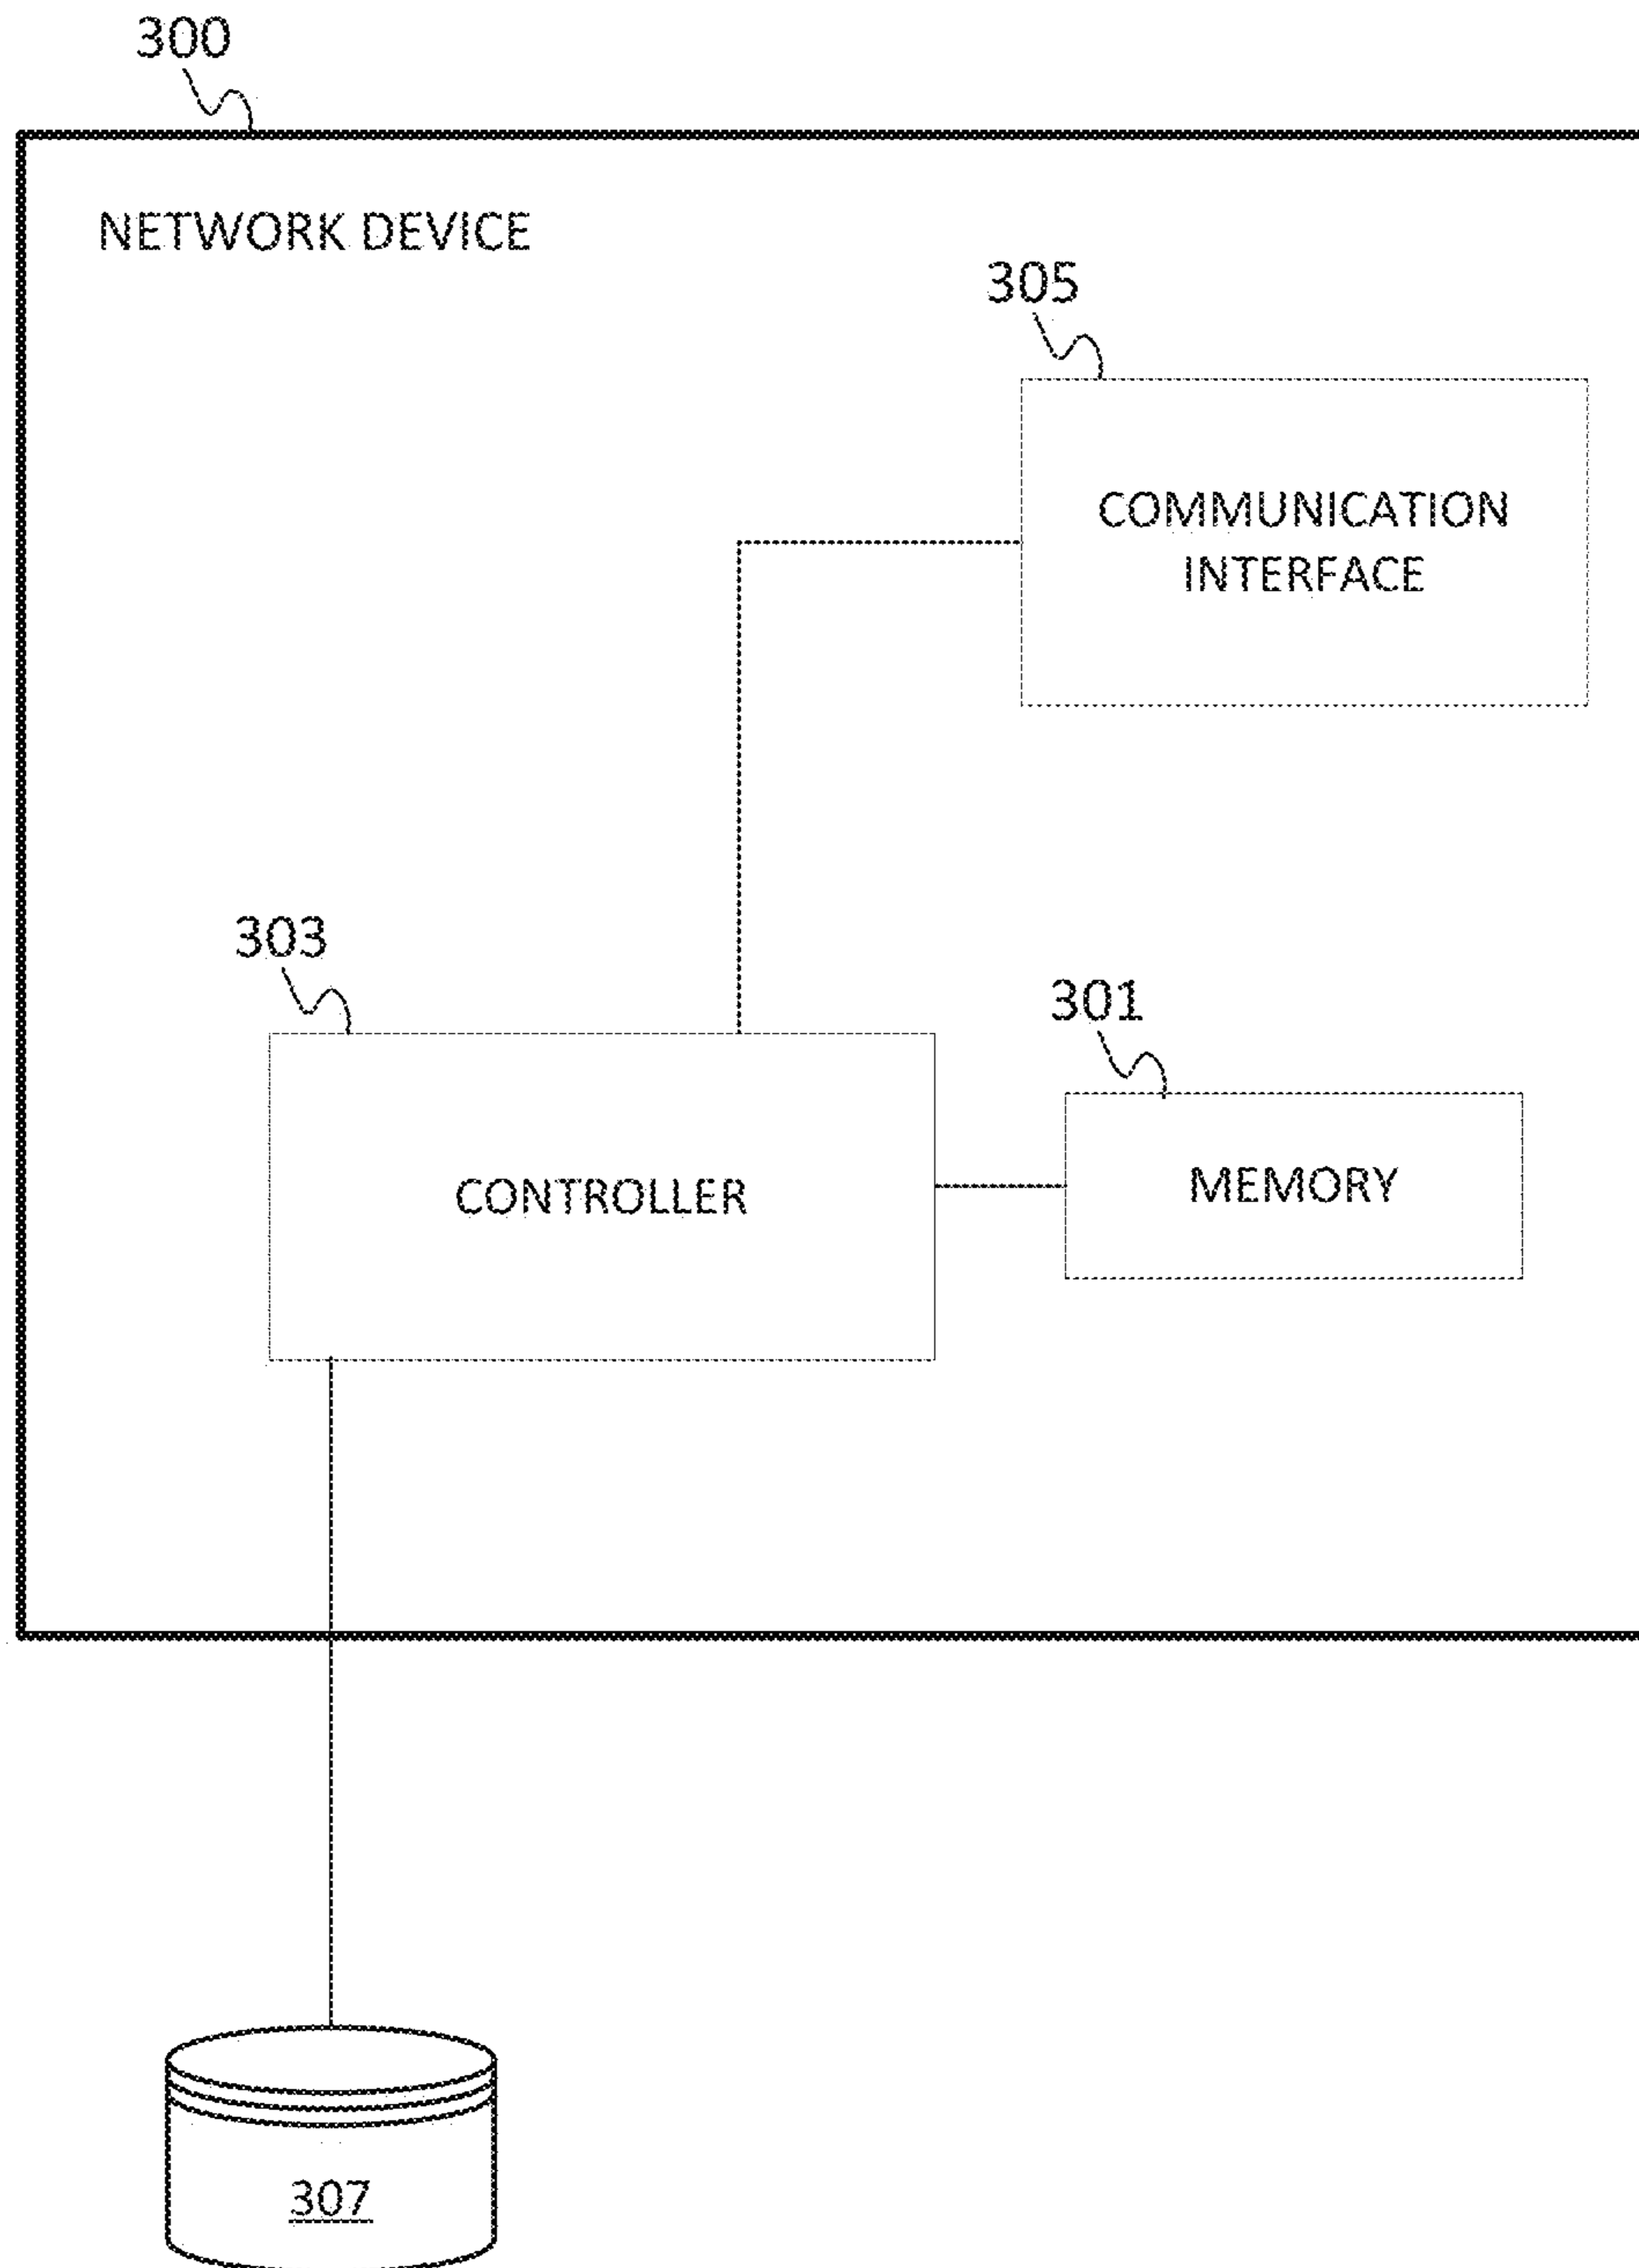 300
NETWORK DEVICE
305
COMMUNICATION
INTERFACE
303
301
CONTROLLER
MEMORY
307